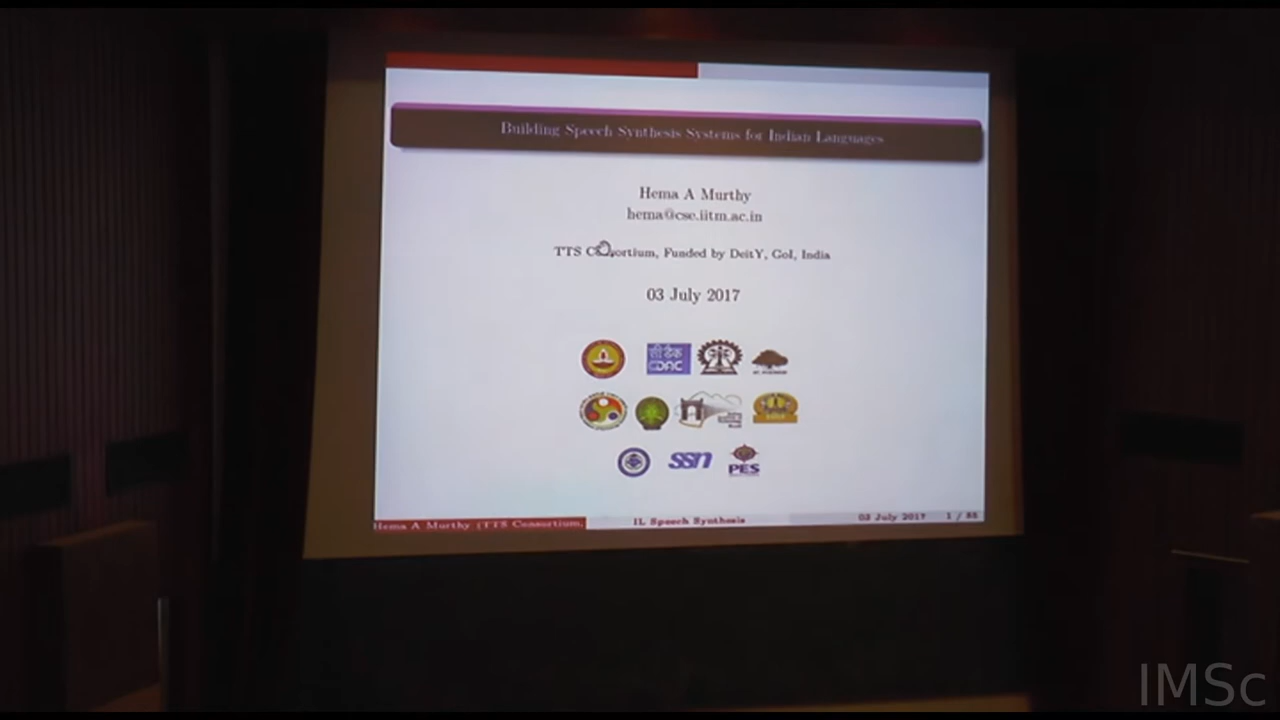 Building Speech Synthesis Systems for Indian Languages
Hema A Murthy
hema@cse.iitm.ac.in
TTS Consortium, Funded by DeitY, GoI, India
03 July 2017
सी डैक
CDAC
ssn
PES
Hema A Murthy (TTS Consortium,
IL Speech Synthesis
03 July 2017
IMSc